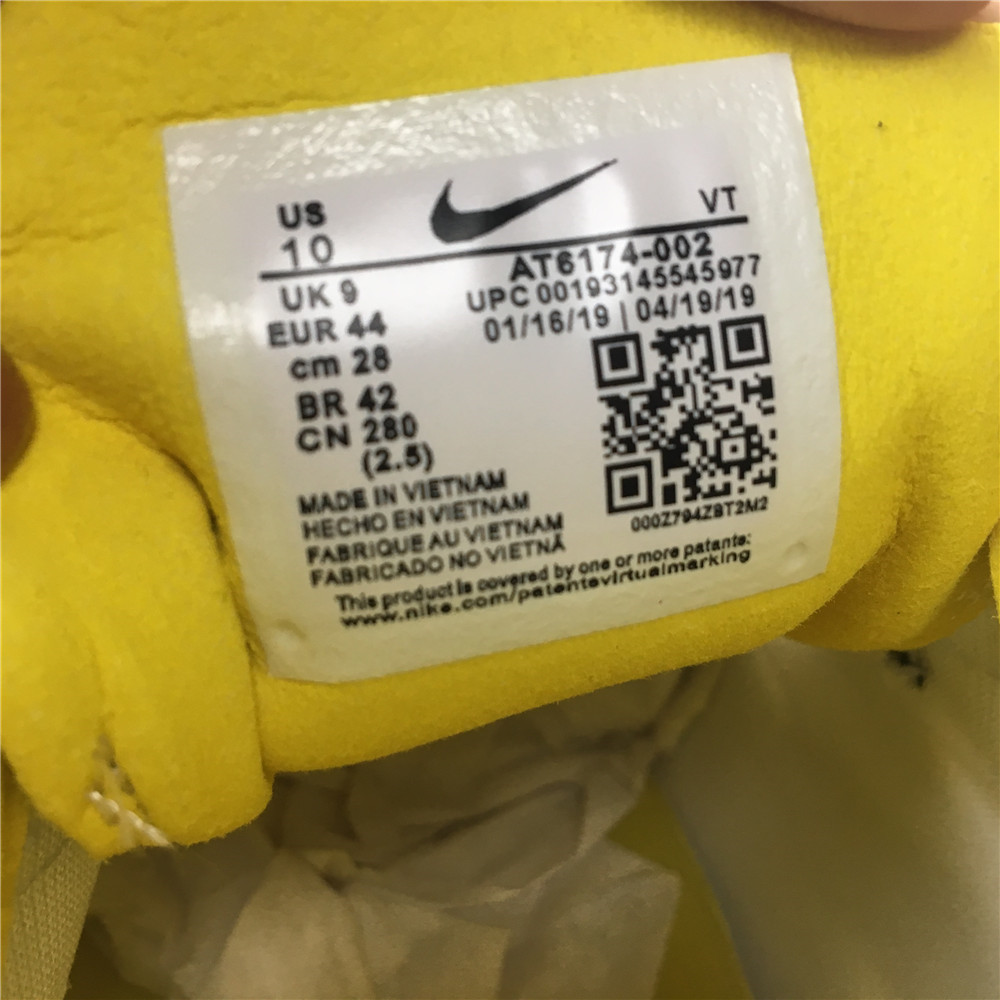 US
10
VT
UK 9
EUR 44
cm 28
BR 42
CN 280
(2.5)
AT6174-002
UPC 00193145545977
01/16/19 | 04/19/19
000Z794ZBT2M2
MADE IN VIETNAM
HECHO EN VIETNAM
FABRIQUE AU VIETNAM
FABRICADO NO VIETNÃ
This product is covered by one or more patents:
www.nike.com/patentsvirtualmarking